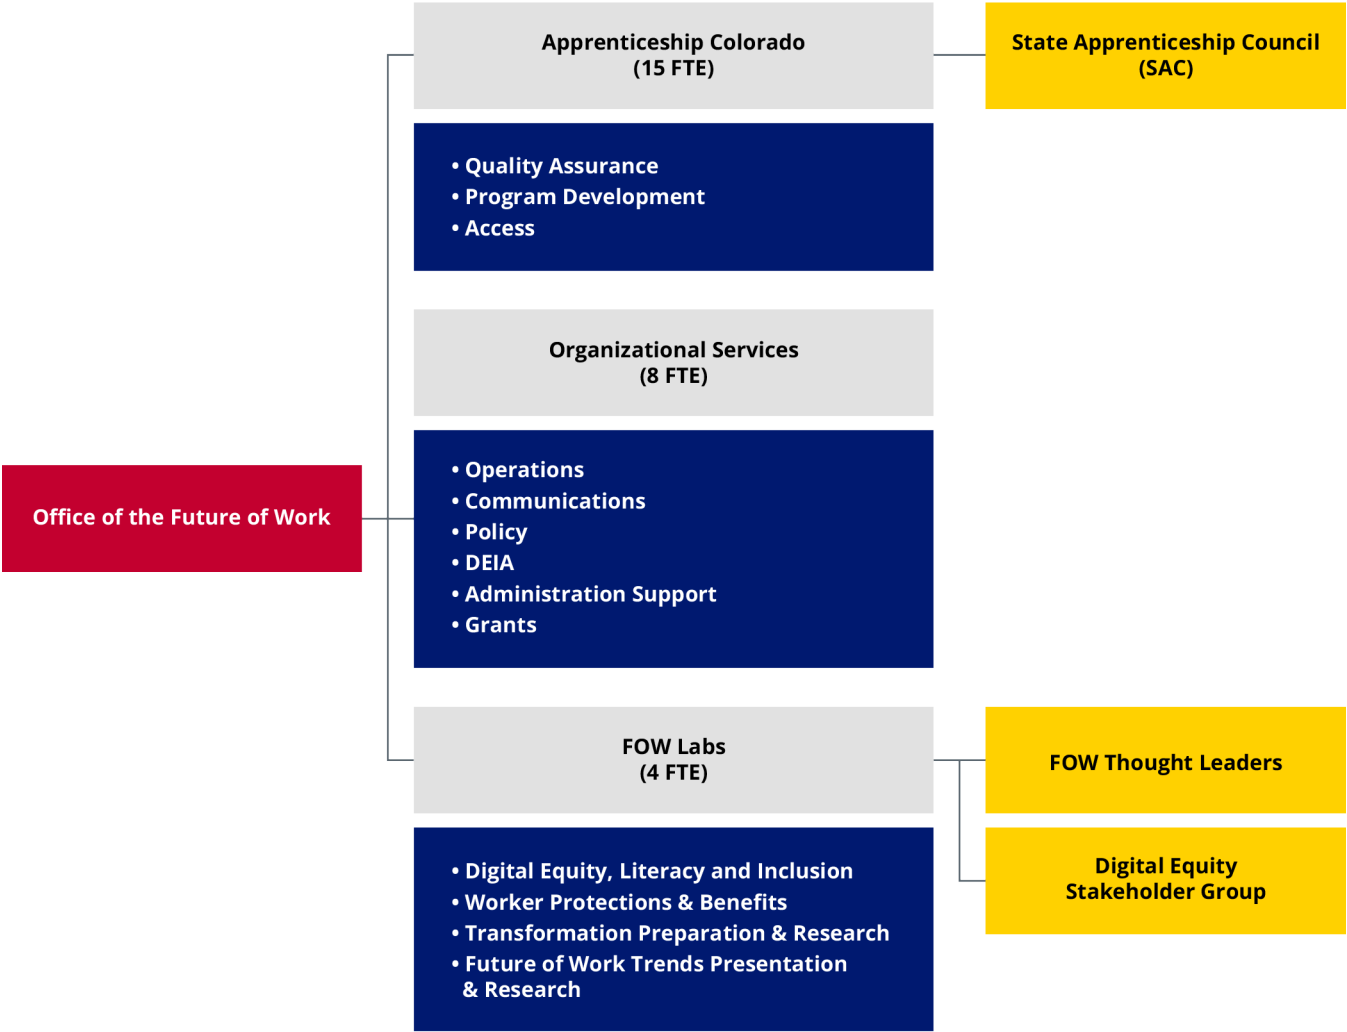 Apprenticeship Colorado
(15 FTE)
State Apprenticeship Council
(SAC)
• Quality Assurance
• Program Development
• Access
Organizational Services
(8 FTE)
• Operations
• Communications
• Policy
• DEIA
• Administration Support
• Grants
Office of the Future of Work
FOW Labs
(4 FTE)
FOW Thought Leaders
• Digital Equity, Literacy and Inclusion
• Worker Protections & Benefits
• Transformation Preparation & Research
• Future of Work Trends Presentation
& Research
Digital Equity
Stakeholder Group